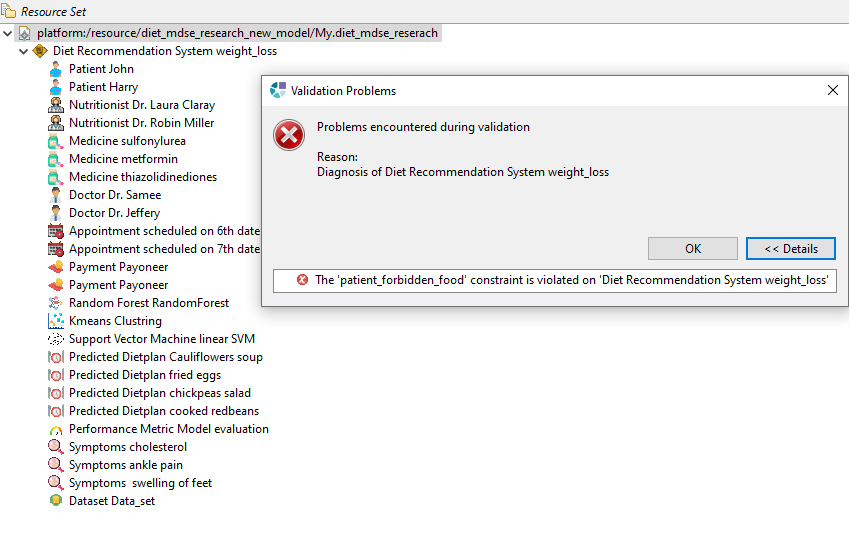 Resource Set
platform:/resource/diet_mdse_research_new_model/My.diet_mdse_reserach
Diet Recommendation System weight_loss
Patient John
Patient Harry
Nutritionist Dr. Laura Claray
Nutritionist Dr. Robin Miller
Medicine sulfonylurea
Medicine metformin
Medicine thiazolidinediones
Doctor Dr. Samee
Doctor Dr. Jeffery
Appointment scheduled on 6th date
Appointment scheduled on 7th date
Payment Payoneer
Payment Payoneer
Random Forest RandomForest
Kmeans Clustring
Support Vector Machine linear SVM
Predicted Dietplan Cauliflowers soup
Predicted Dietplan fried eggs
Predicted Dietplan chickpeas salad
Predicted Dietplan cooked redbeans
Performance Metric Model evaluation
Symptoms cholesterol
Symptoms ankle pain
Symptoms  swelling of feet
Dataset Data_set
Validation Problems
Problems encountered during validation
Reason:
Diagnosis of Diet Recommendation System weight_loss
OK
<< Details
The 'patient_forbidden_food' constraint is violated on 'Diet Recommendation System weight_loss'